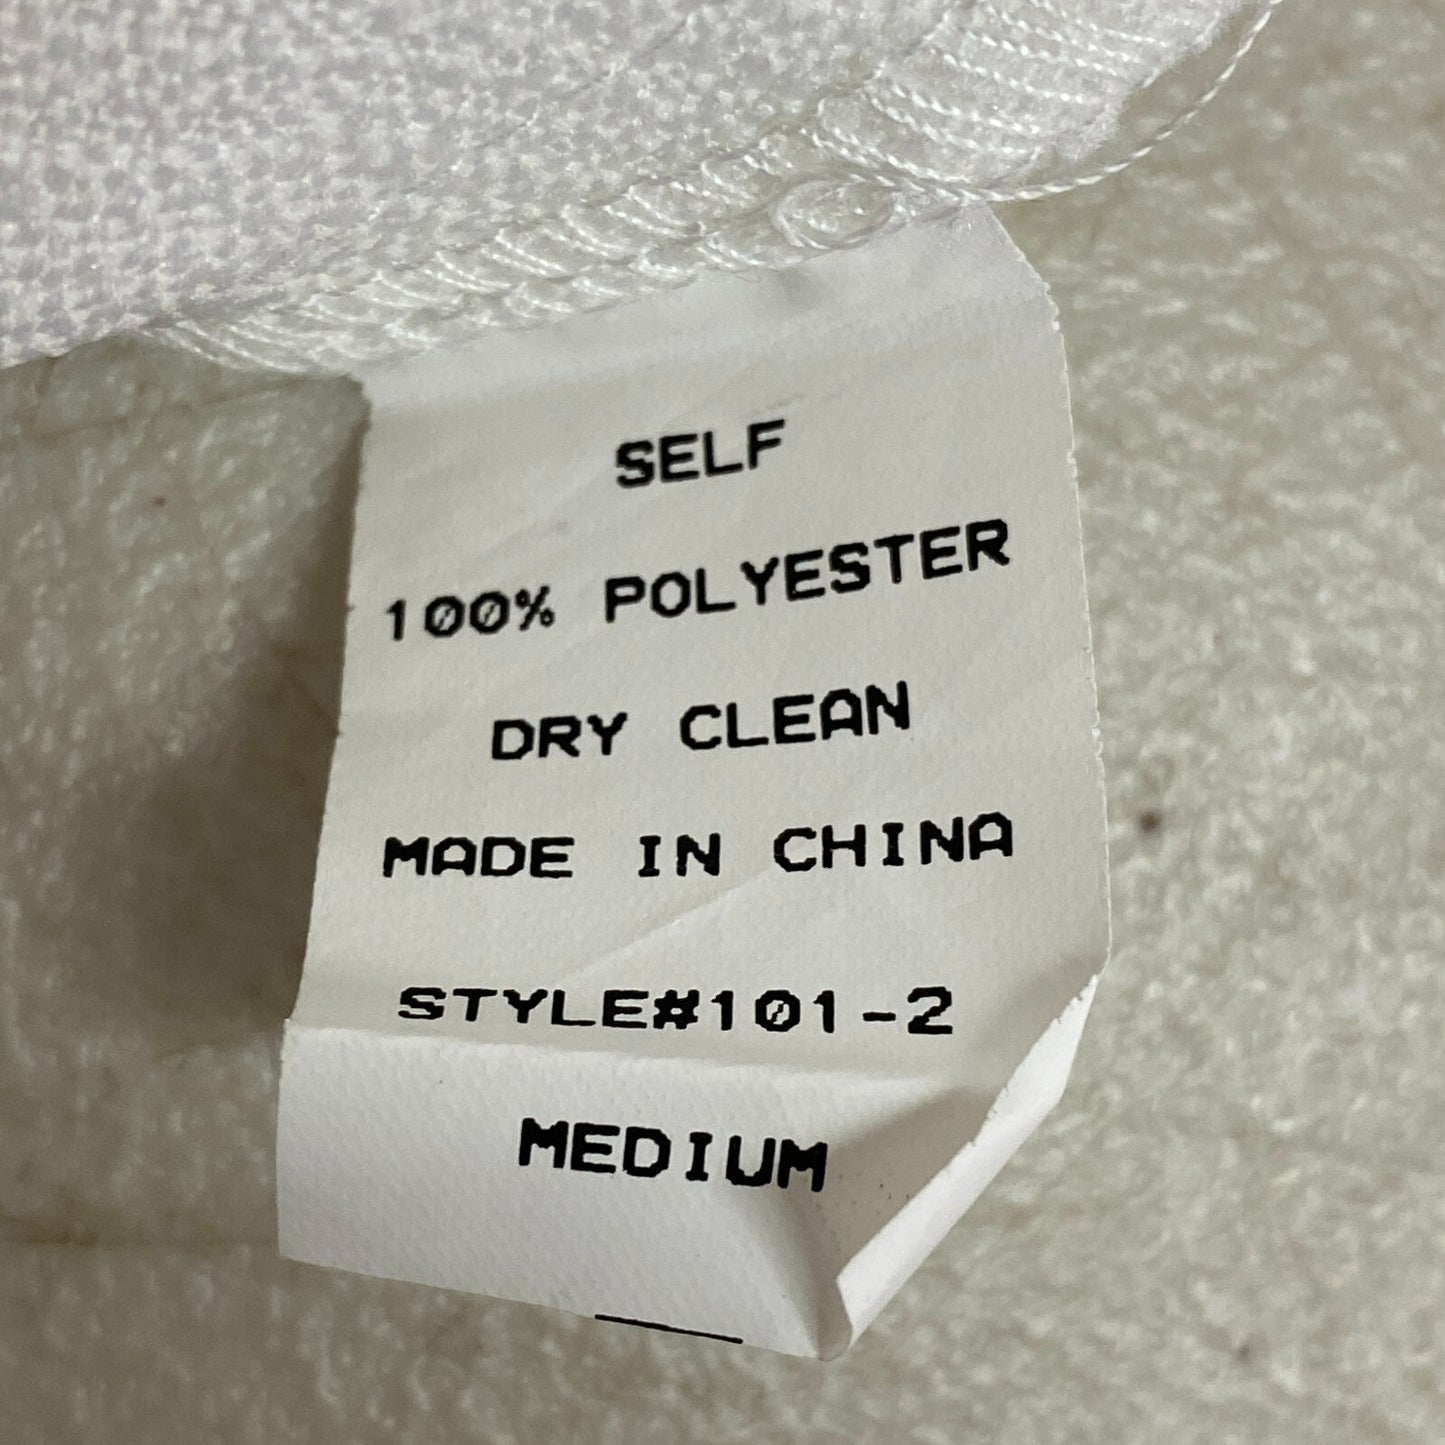 SELF
100% POLYESTER
DRY CLEAN
MADE IN CHINA
STYLE#101-2
MEDIUM